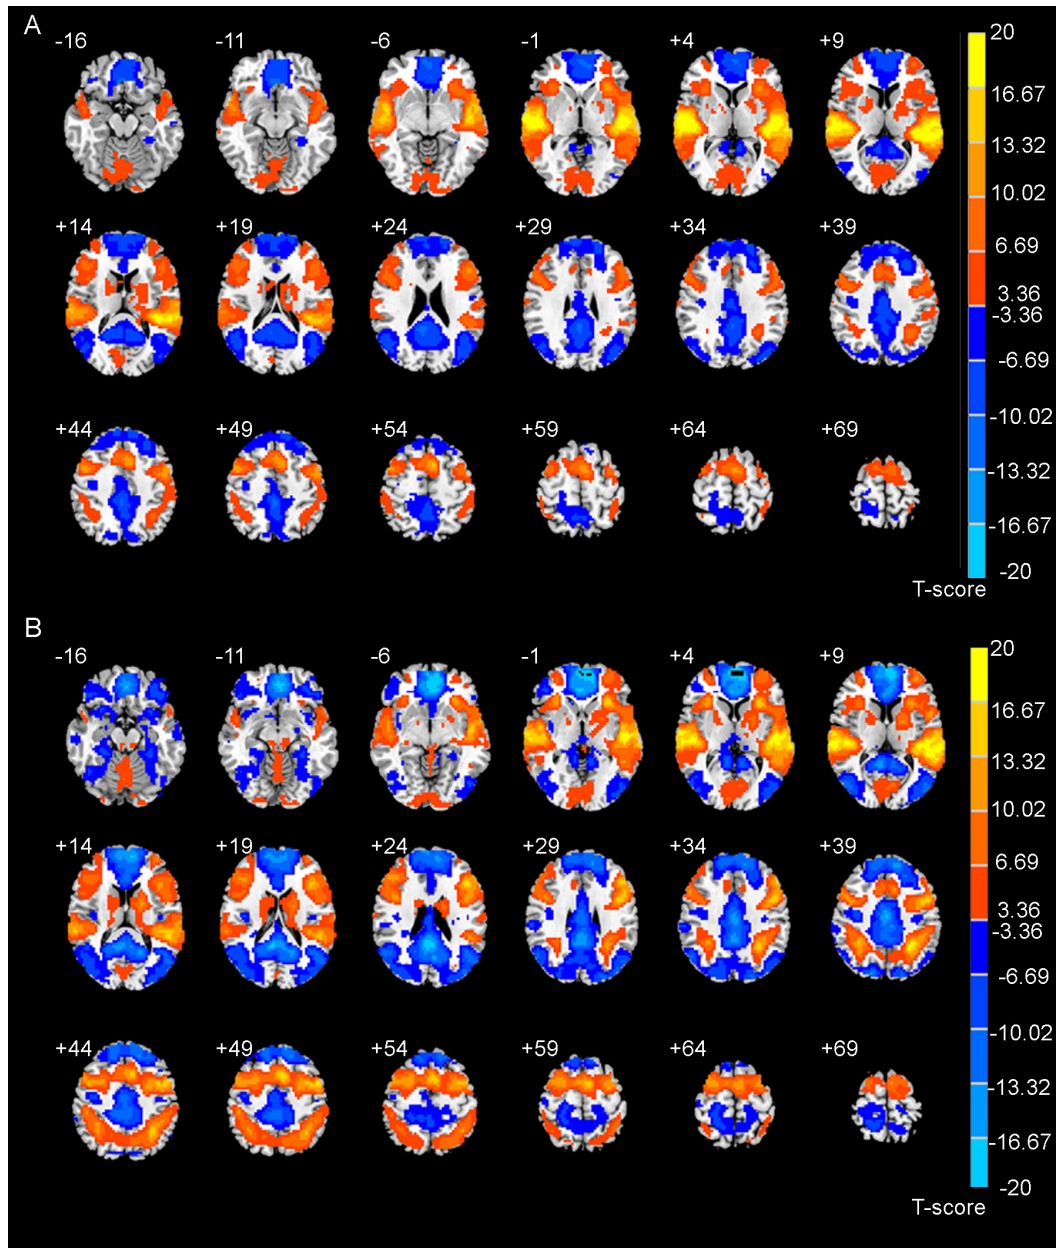 A
-16 -11 -6 -1 +4 +9
+14 +19 +24 +29 +34 +39
+44 +49 +54 +59 +64 +69
20
16.67
13.32
10.02
6.69
3.36
-3.36
-6.69
-10.02
-13.32
-16.67
-20
T-score
B
-16 -11 -6 -1 +4 +9
+14 +19 +24 +29 +34 +39
+44 +49 +54 +59 +64 +69
20
16.67
13.32
10.02
6.69
3.36
-3.36
-6.69
-10.02
-13.32
-16.67
-20
T-score